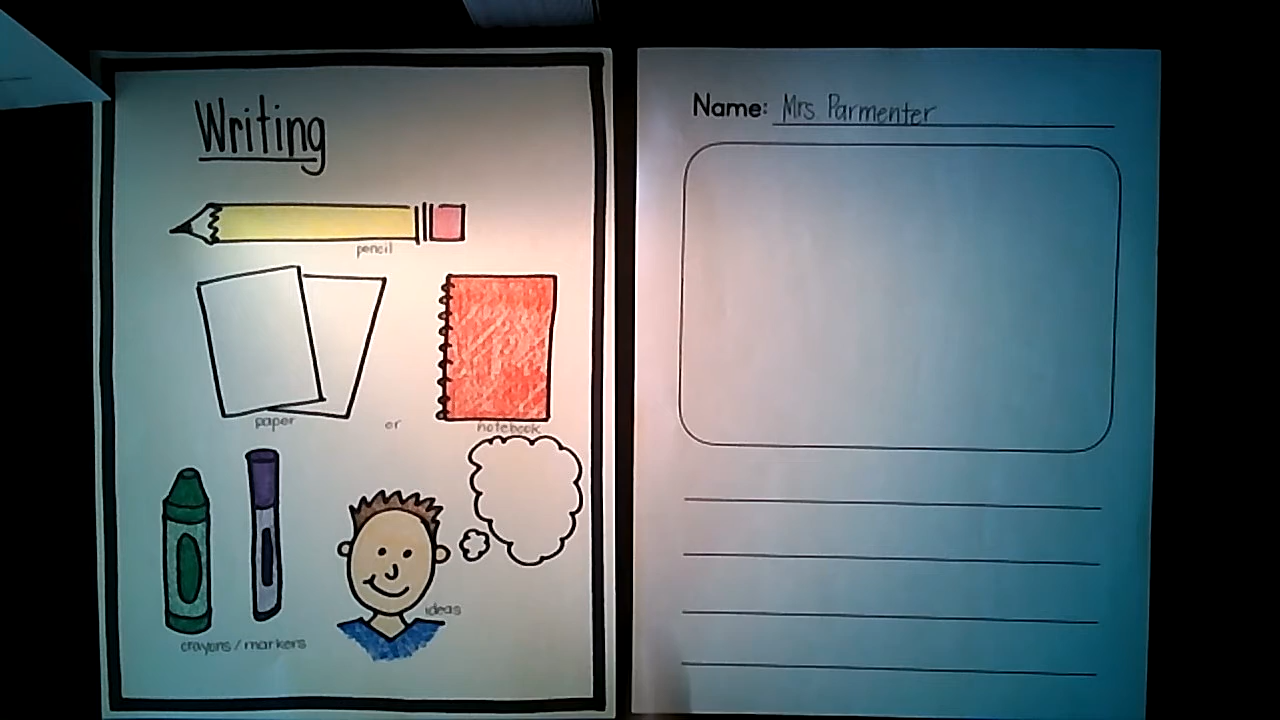 Writing
pencil
paper or notebook
ideas
crayons / markers
Name: Mrs Parmenter